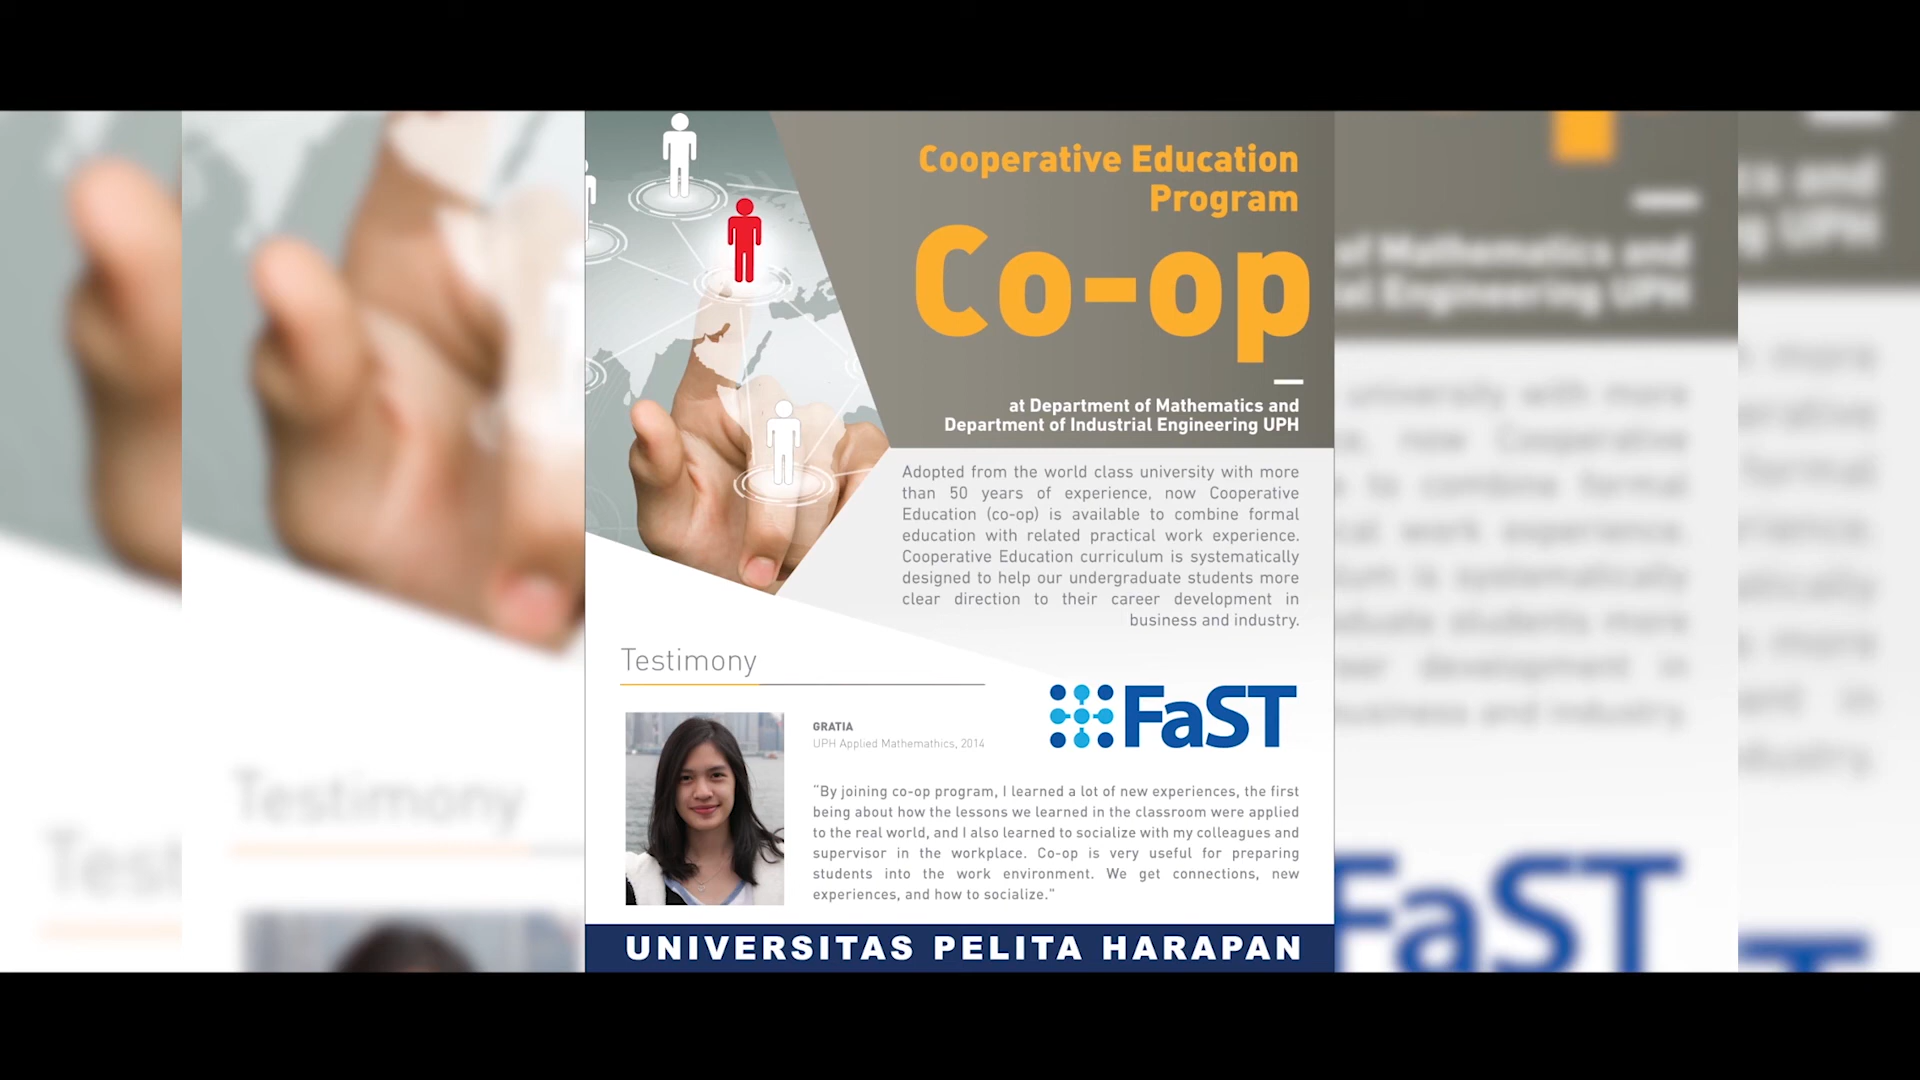 Cooperative Education
Program
Co-op
at Department of Mathematics and
Department of Industrial Engineering UPH
Adopted from the world class university with more
than 50 years of experience, now Cooperative
Education (co-op) is available to combine formal
education with related practical work experience.
Cooperative Education curriculum is systematically
designed to help our undergraduate students more
clear direction to their career development in
business and industry.
Testimony
FaST
GRATIA
UPH Applied Mathemathics, 2014
"By joining co-op program, I learned a lot of new experiences, the first
being about how the lessons we learned in the classroom were applied
to the real world, and I also learned to socialize with my colleagues and
supervisor in the workplace. Co-op is very useful for preparing
students into the work environment. We get connections, new
experiences, and how to socialize."
UNIVERSITAS PELITA HARAPAN